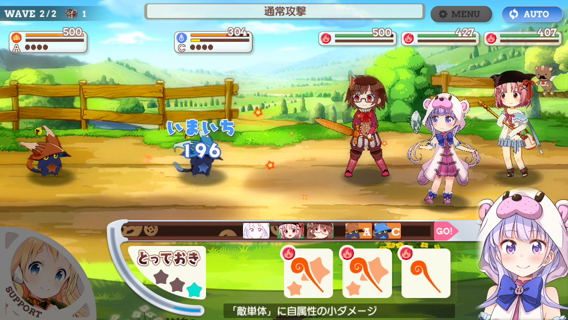 WAVE 2/2 1
通常攻撃
MENU
AUTO
500
A
304
C
500
427
407
いまいち
196
A
C
GO!
とっておき
SUPPORT
「敵単体」に自属性の小ダメージ